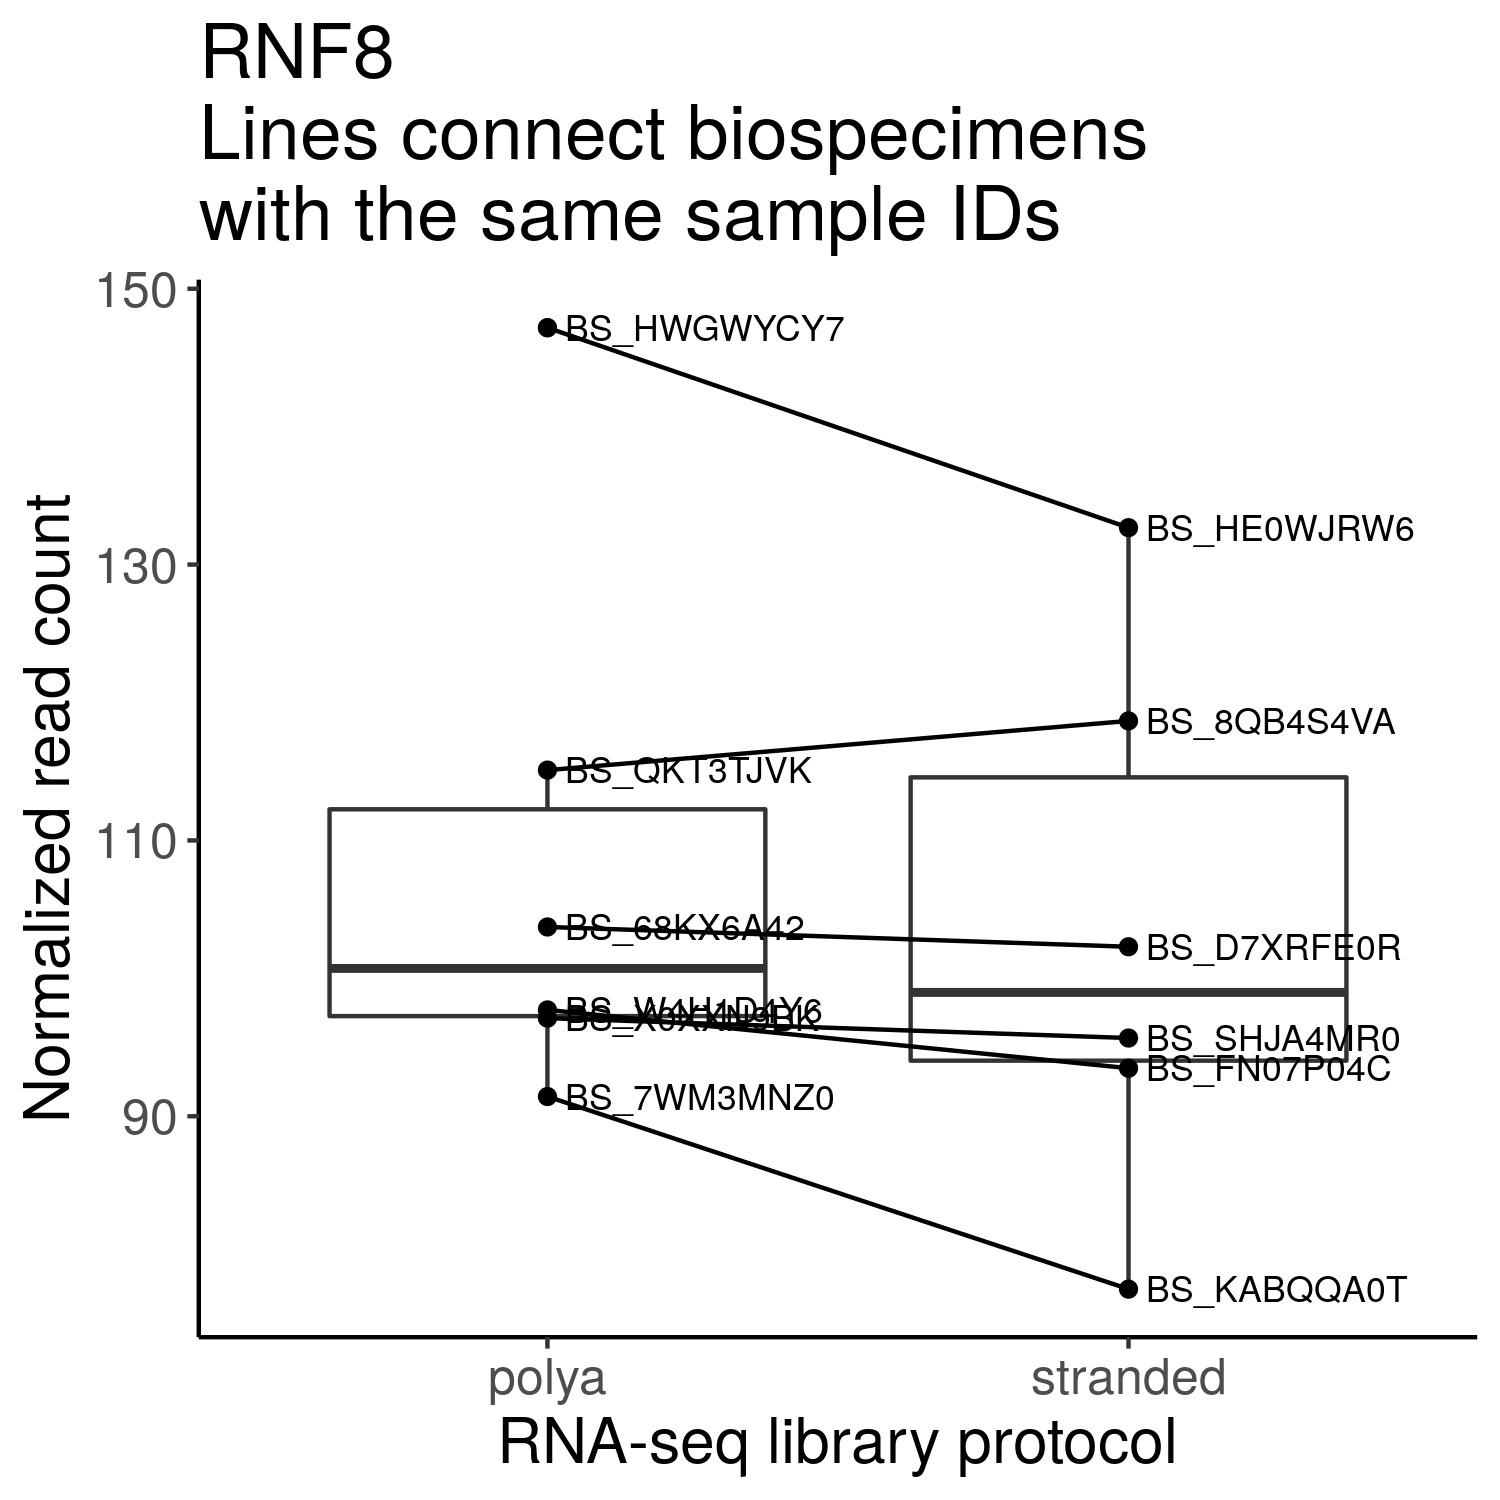 RNF8
Lines connect biospecimens
with the same sample IDs
Normalized read count
150
130
110
90
BS_HWGWYCY7
BS_HE0WJRW6
BS_8QB4S4VA
BS_QKT3TJVK
BS_68KX6A42
BS_D7XRFE0R
BS_SHJA4MR0
BS_FN07P04C
BS_7WM3MNZ0
BS_KABQQA0T
polya
stranded
RNA-seq library protocol